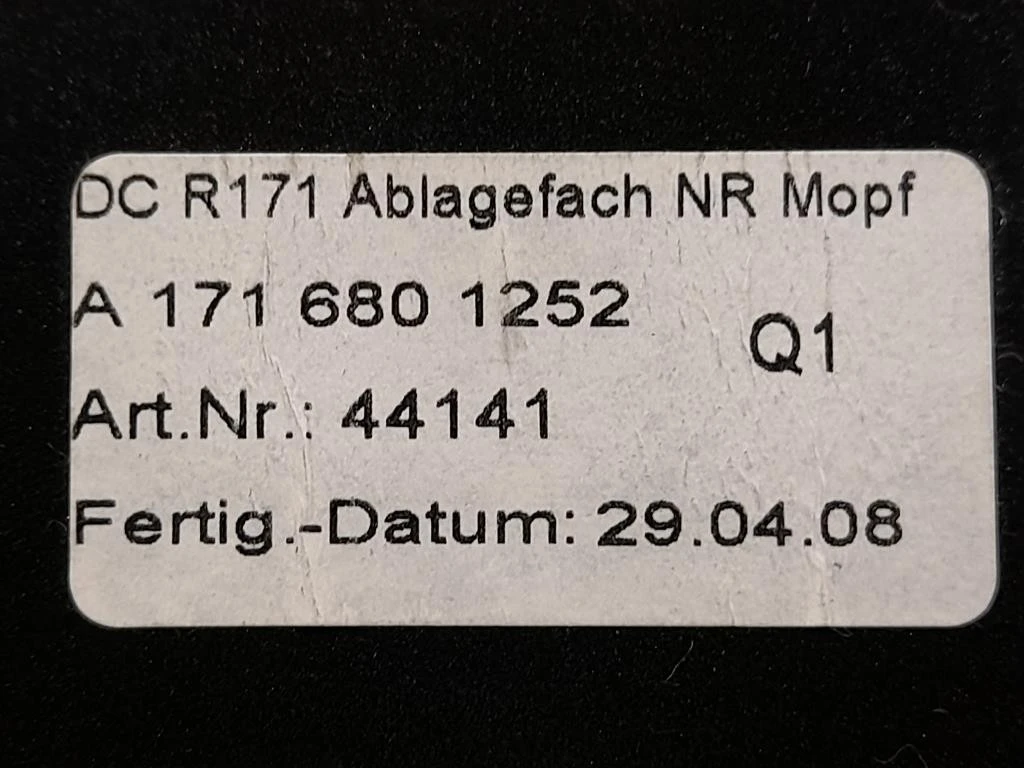 DC R171 Ablagefach NR Mopf
A 171 680 1252
Q1
Art.Nr.: 44141
Fertig.-Datum: 29.04.08